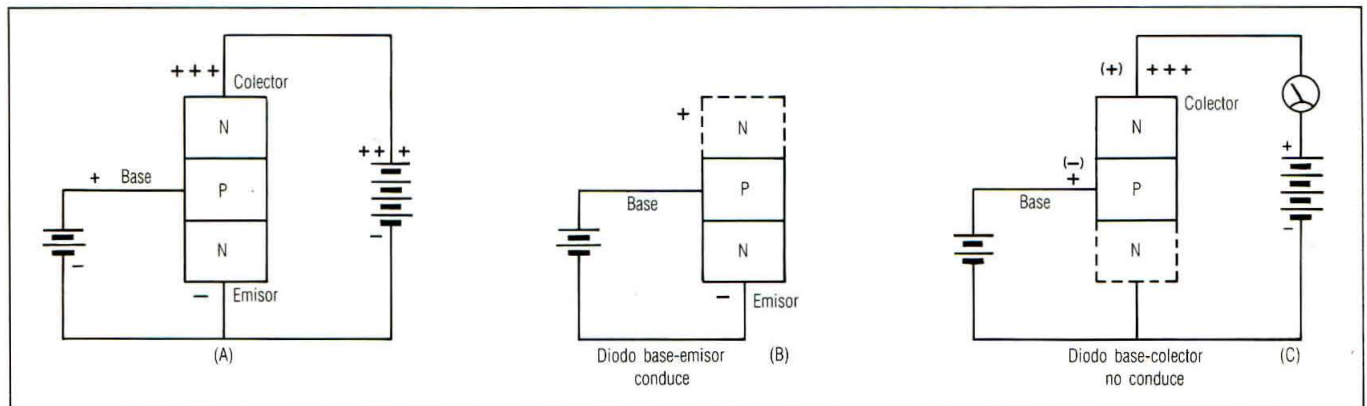 + + +
Colector
N
+ Base
P
N
− Emisor
−
+ + +
−
(A)
+
N
Base
P
N
− Emisor
Diodo base-emisor (B)
conduce
(+) + + +
Colector
N
(−)
+
Base
P
N
+
−
Diodo base-colector (C)
no conduce